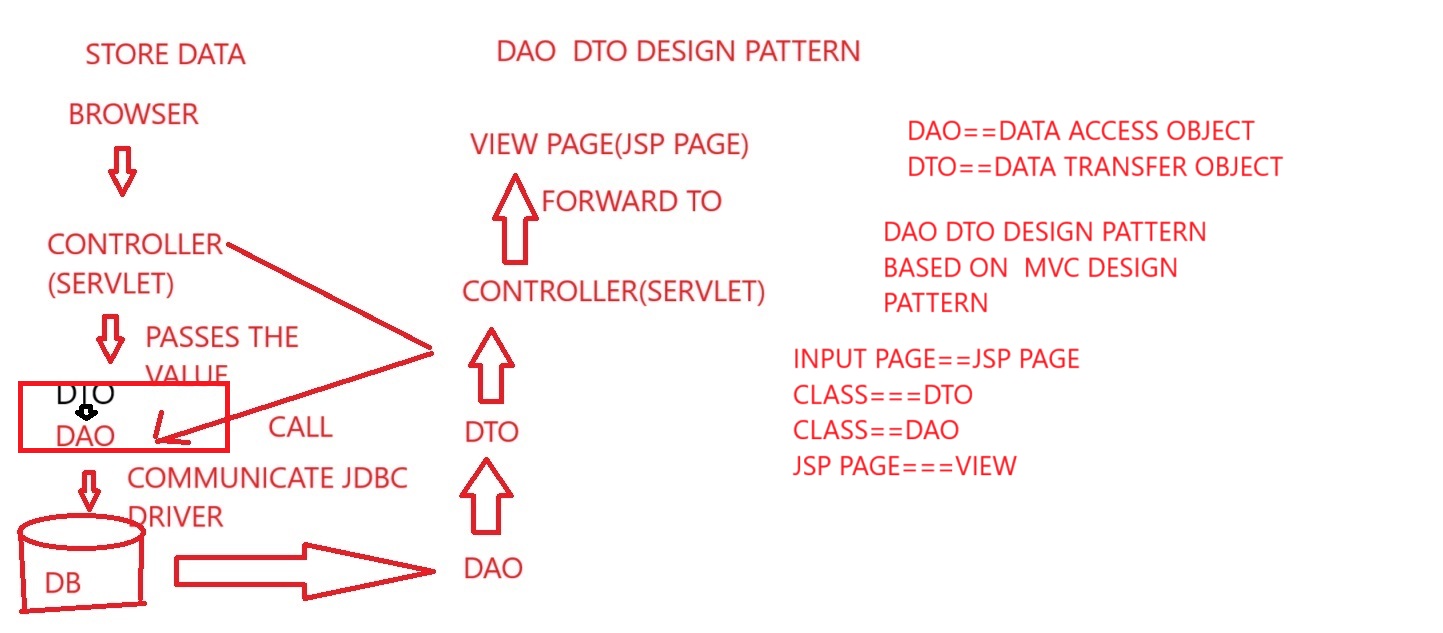 STORE DATA
DAO DTO DESIGN PATTERN
BROWSER
CONTROLLER
(SERVLET)
PASSES THE
VALUE
DTO
DAO
CALL
COMMUNICATE JDBC
DRIVER
DB
VIEW PAGE(JSP PAGE)
FORWARD TO
CONTROLLER(SERVLET)
DTO
DAO
DAO==DATA ACCESS OBJECT
DTO==DATA TRANSFER OBJECT
DAO DTO DESIGN PATTERN
BASED ON MVC DESIGN
PATTERN
INPUT PAGE==JSP PAGE
CLASS===DTO
CLASS==DAO
JSP PAGE===VIEW